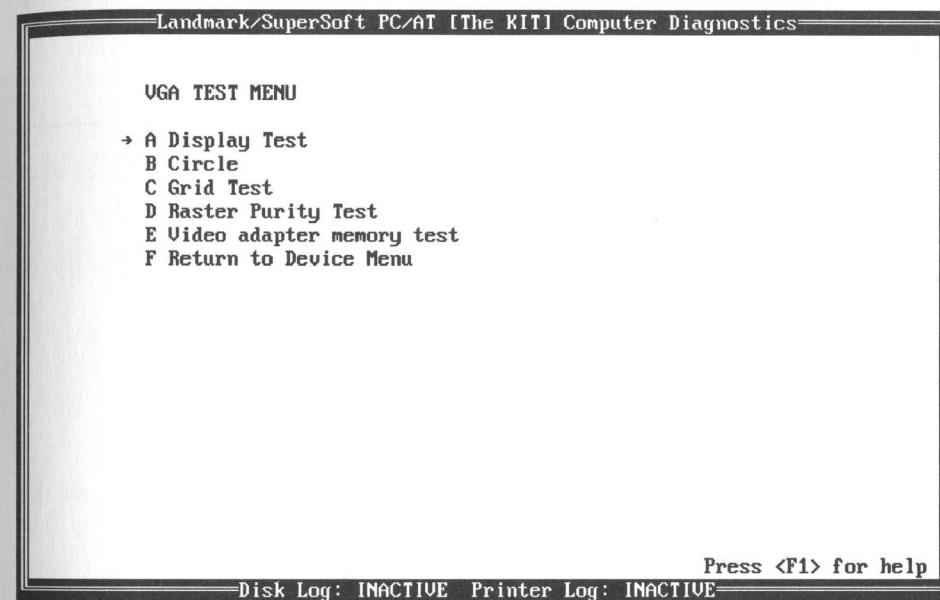 Landmark/SuperSoft PC/AT [The KIT] Computer Diagnostics
VGA TEST MENU
→ A Display Test
B Circle
C Grid Test
D Raster Purity Test
E Video adapter memory test
F Return to Device Menu
Press <F1> for help
Disk Log: INACTIVE Printer Log: INACTIVE